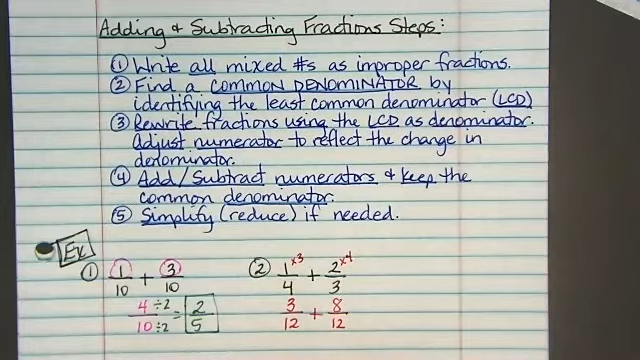 Adding & Subtracting Fractions Steps:
① Write all mixed #s as improper fractions.
② Find a common DENOMINATOR by
identifying the least common denominator (LCD)
③ Rewrite fractions using the LCD as denominator.
Adjust numerator to reflect the change in
denominator.
④ Add/Subtract numerators & keep the
common denominator.
⑤ Simplify (reduce) if needed.
Ex
① 1/10 + 3/10
4÷2/10÷2 = 2/5
② 1×3/4 + 2×4/3
3/12 + 8/12